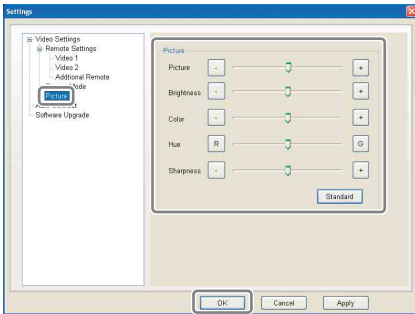 Settings
Video Settings
Remote Settings
Video 1
Video 2
Addtional Remote
Mode
Picture
Software Upgrade
Picture
Picture - +
Brightness - +
Color - +
Hue R G
Sharpness - +
Standard
OK Cancel Apply